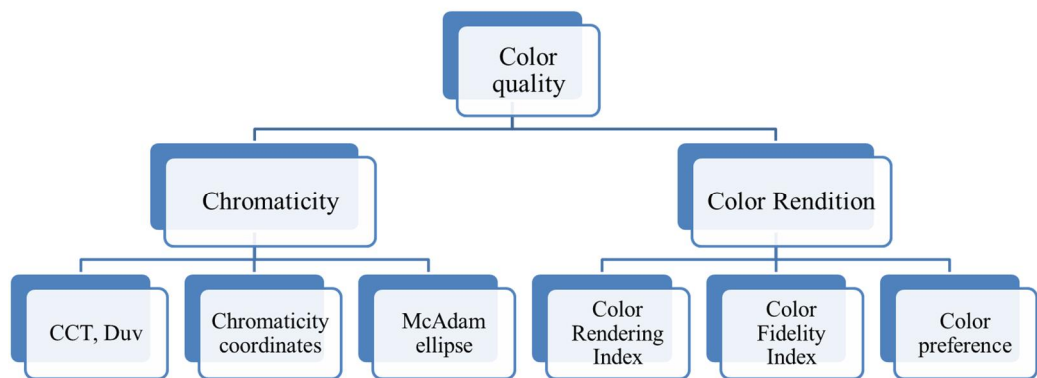 Color
quality
Chromaticity
Color Rendition
CCT, Duv
Chromaticity
coordinates
McAdam
ellipse
Color
Rendering
Index
Color
Fidelity
Index
Color
preference